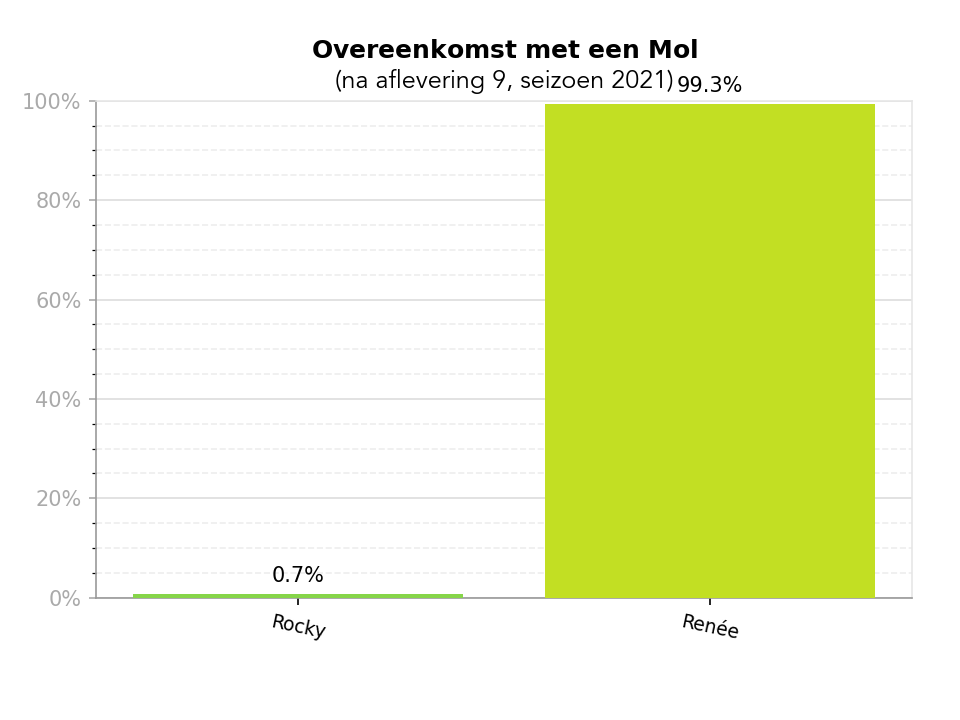 Overeenkomst met een Mol
(na aflevering 9, seizoen 2021)
99.3%
100%
80%
60%
40%
20%
0.7%
0%
Rocky
Renée